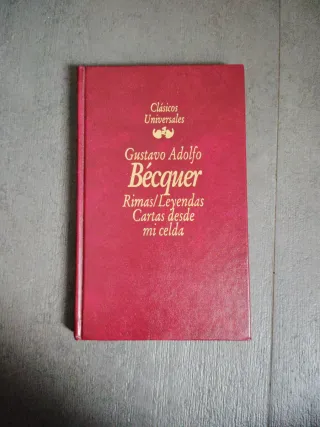 Clásicos
Universales
Gustavo Adolfo
Bécquer
Rimas/Leyendas
Cartas desde
mi celda